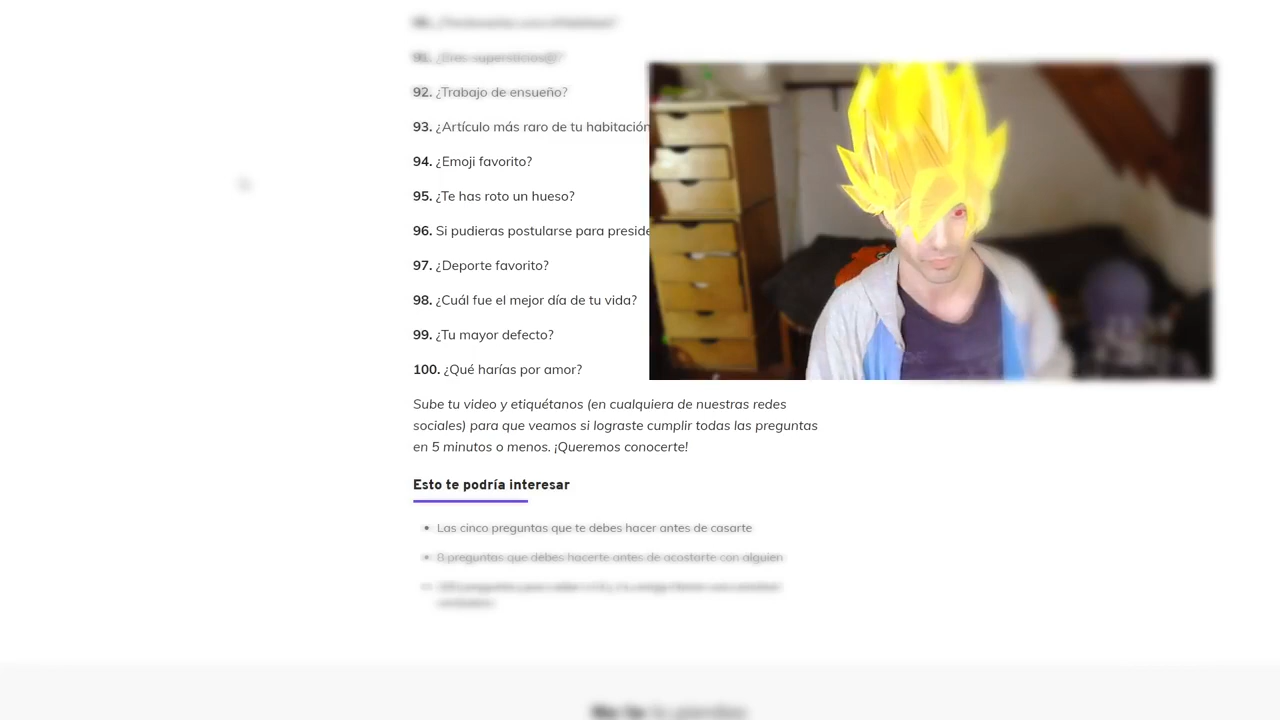 91. ¿Eres supersticios@?
92. ¿Trabajo de ensueño?
93. ¿Artículo más raro de tu habitación
94. ¿Emoji favorito?
95. ¿Te has roto un hueso?
96. Si pudieras postularse para preside
97. ¿Deporte favorito?
98. ¿Cuál fue el mejor día de tu vida?
99. ¿Tu mayor defecto?
100. ¿Qué harías por amor?
Sube tu video y etiquétanos (en cualquiera de nuestras redes
sociales) para que veamos si lograste cumplir todas las preguntas
en 5 minutos o menos. ¡Queremos conocerte!
Esto te podría interesar
• Las cinco preguntas que te debes hacer antes de casarte
• 8 preguntas que debes hacerte antes de acostarte con alguien